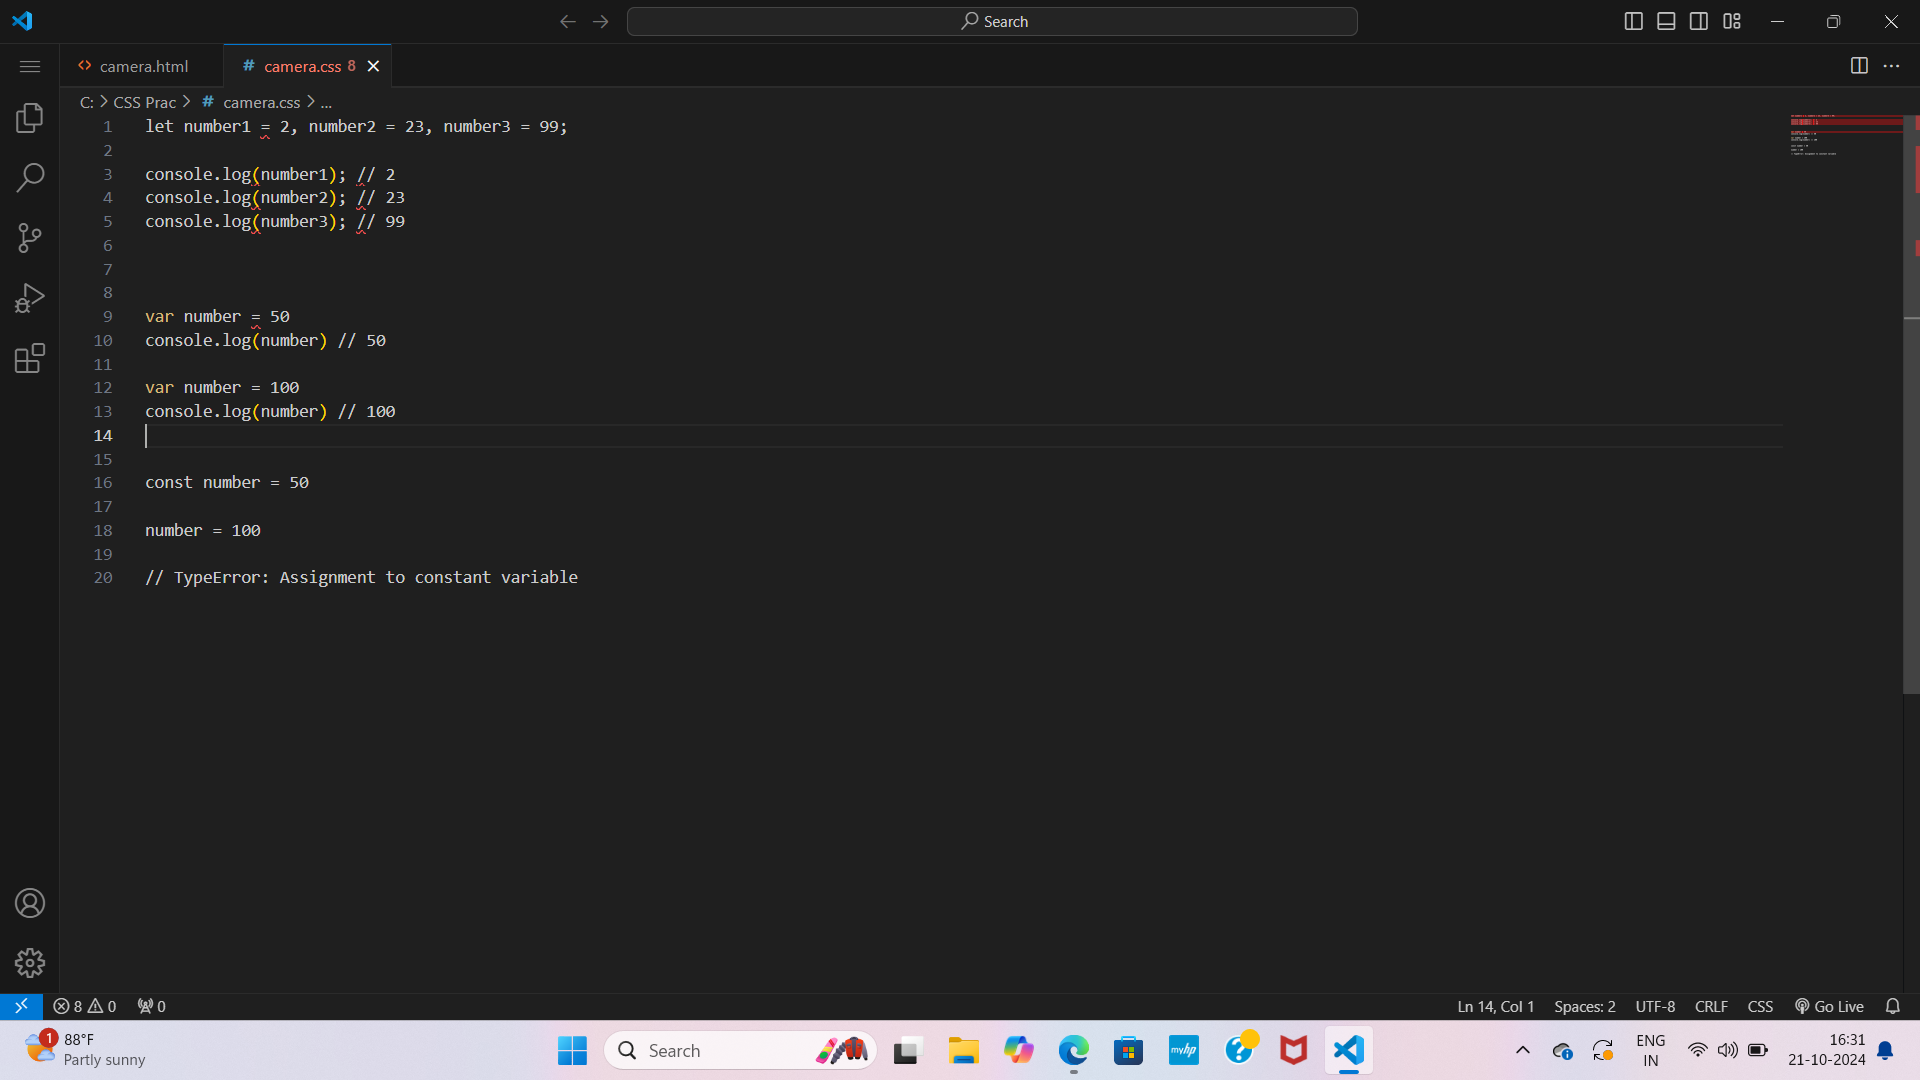 Search
camera.html
# camera.css 8
C: > CSS Prac > # camera.css > ...
1 let number1 = 2, number2 = 23, number3 = 99;
2
3 console.log(number1); // 2
4 console.log(number2); // 23
5 console.log(number3); // 99
6
7
8
9 var number = 50
10 console.log(number) // 50
11
12 var number = 100
13 console.log(number) // 100
14
15
16 const number = 50
17
18 number = 100
19
20 // TypeError: Assignment to constant variable
8 0 0 Ln 14, Col 1 Spaces: 2 UTF-8 CRLF CSS Go Live
1 88°F
Partly sunny
Search
myhp
ENG
IN
16:31
21-10-2024